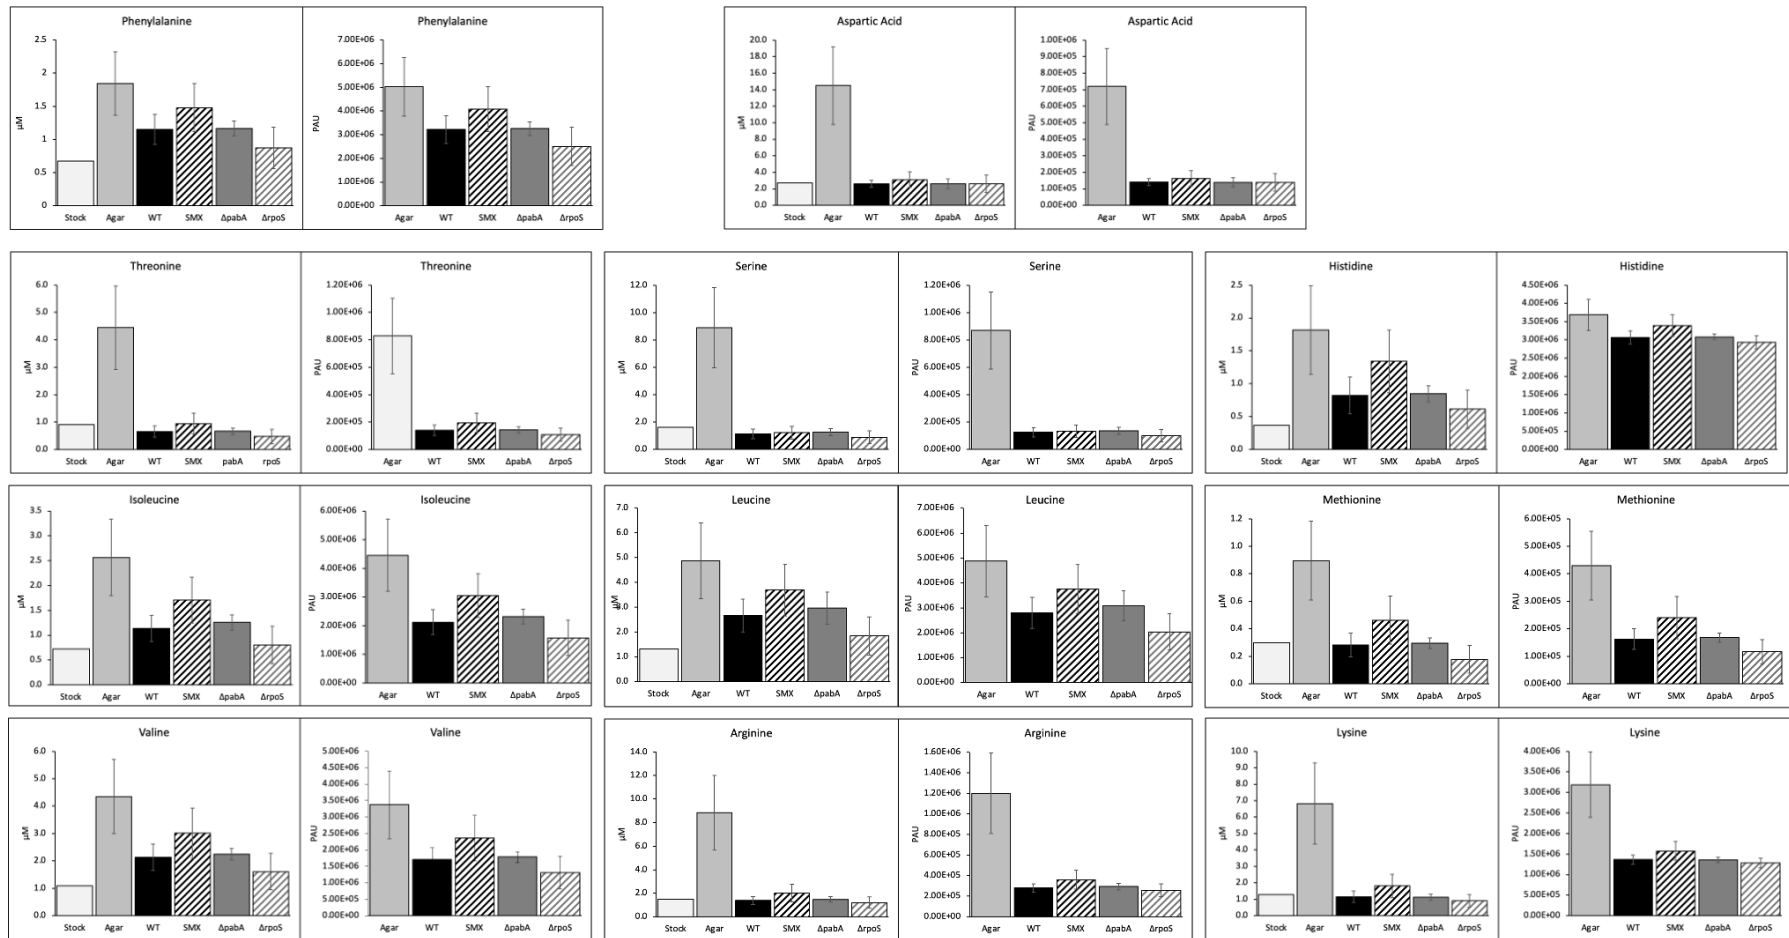 Phenylalanine
2.5
2
1.5
1
0.5
0
µM
Stock Agar WT SMX ΔpabA ΔrpoS
Phenylalanine
7.00E+06
6.00E+06
5.00E+06
4.00E+06
3.00E+06
2.00E+06
1.00E+06
0.00E+00
PAU
Agar WT SMX ΔpabA ΔrpoS
Aspartic Acid
20.0
18.0
16.0
14.0
12.0
10.0
8.0
6.0
4.0
2.0
0.0
µM
Stock Agar WT SMX ΔpabA ΔrpoS
Aspartic Acid
1.00E+06
9.00E+05
8.00E+05
7.00E+05
6.00E+05
5.00E+05
4.00E+05
3.00E+05
2.00E+05
1.00E+05
0.00E+00
PAU
Agar WT SMX ΔpabA ΔrpoS
Threonine
6.0
5.0
4.0
3.0
2.0
1.0
0.0
µM
Stock Agar WT SMX pabA rpoS
Threonine
1.20E+06
1.00E+06
8.00E+05
6.00E+05
4.00E+05
2.00E+05
0.00E+00
PAU
Agar WT SMX ΔpabA ΔrpoS
Serine
12.0
10.0
8.0
6.0
4.0
2.0
0.0
µM
Stock Agar WT SMX ΔpabA ΔrpoS
Serine
1.20E+06
1.00E+06
8.00E+05
6.00E+05
4.00E+05
2.00E+05
0.00E+00
PAU
Agar WT SMX ΔpabA ΔrpoS
Histidine
2.5
2.0
1.5
1.0
0.5
0.0
µM
Stock Agar WT SMX ΔpabA ΔrpoS
Histidine
4.50E+06
4.00E+06
3.50E+06
3.00E+06
2.50E+06
2.00E+06
1.50E+06
1.00E+06
5.00E+05
0.00E+00
PAU
Agar WT SMX ΔpabA ΔrpoS
Isoleucine
3.5
3.0
2.5
2.0
1.5
1.0
0.5
0.0
µM
Stock Agar WT SMX ΔpabA ΔrpoS
Isoleucine
6.00E+06
5.00E+06
4.00E+06
3.00E+06
2.00E+06
1.00E+06
0.00E+00
PAU
Agar WT SMX ΔpabA ΔrpoS
Leucine
7.0
6.0
5.0
4.0
3.0
2.0
1.0
0.0
µM
Stock Agar WT SMX ΔpabA ΔrpoS
Leucine
7.00E+06
6.00E+06
5.00E+06
4.00E+06
3.00E+06
2.00E+06
1.00E+06
0.00E+00
PAU
Agar WT SMX ΔpabA ΔrpoS
Methionine
1.2
1.0
0.8
0.6
0.4
0.2
0.0
µM
Stock Agar WT SMX ΔpabA ΔrpoS
Methionine
6.00E+05
5.00E+05
4.00E+05
3.00E+05
2.00E+05
1.00E+05
0.00E+00
PAU
Agar WT SMX ΔpabA ΔrpoS
Valine
6.0
5.0
4.0
3.0
2.0
1.0
0.0
µM
Stock Agar WT SMX ΔpabA ΔrpoS
Valine
5.00E+06
4.50E+06
4.00E+06
3.50E+06
3.00E+06
2.50E+06
2.00E+06
1.50E+06
1.00E+06
5.00E+05
0.00E+00
PAU
Agar WT SMX ΔpabA ΔrpoS
Arginine
14.0
12.0
10.0
8.0
6.0
4.0
2.0
0.0
µM
Stock Agar WT SMX ΔpabA ΔrpoS
Arginine
1.60E+06
1.40E+06
1.20E+06
1.00E+06
8.00E+05
6.00E+05
4.00E+05
2.00E+05
0.00E+00
PAU
Agar WT SMX ΔpabA ΔrpoS
Lysine
10.0
9.0
8.0
7.0
6.0
5.0
4.0
3.0
2.0
1.0
0.0
µM
Stock Agar WT SMX ΔpabA ΔrpoS
Lysine
4.00E+06
3.50E+06
3.00E+06
2.50E+06
2.00E+06
1.50E+06
1.00E+06
5.00E+05
0.00E+00
PAU
Agar WT SMX ΔpabA ΔrpoS